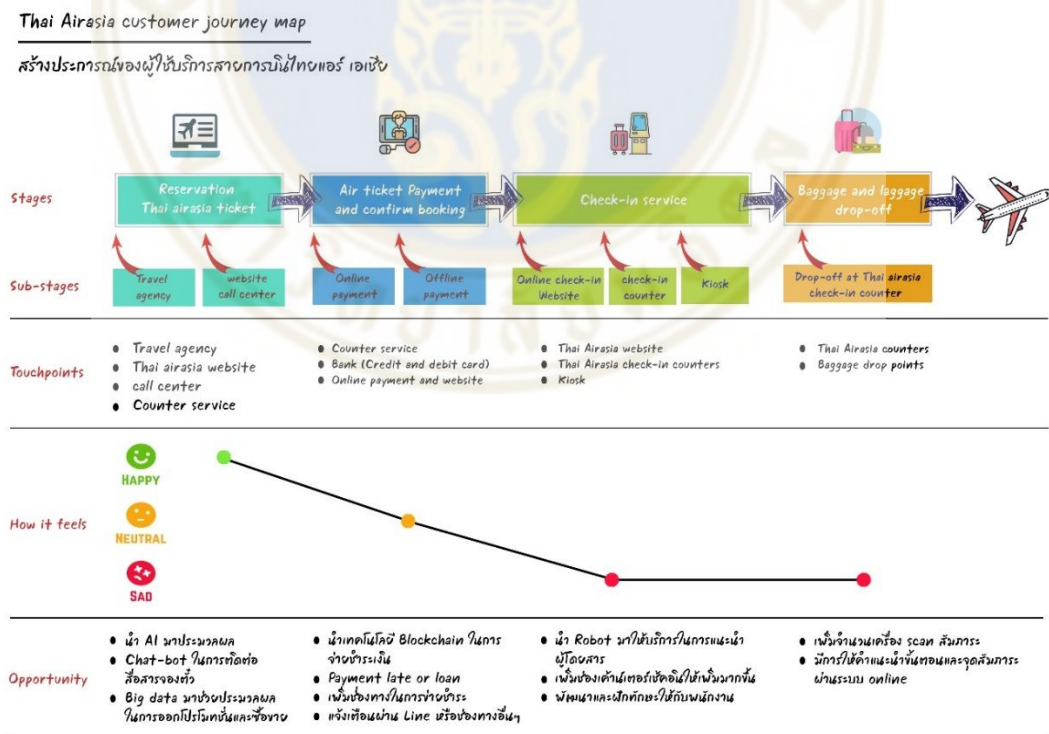 Thai Airasia customer journey map
สร้างประการณ์ของผู้ใช้บริการสายการบินไทยแอร์ เอเชีย
Stages
Reservation
Thai airasia ticket
Air ticket Payment
and confirm booking
Check-in service
Baggage and laggage
drop-off
Sub-stages
Travel
agency
website
call center
Online
payment
Offline
payment
Online check-in
Website
check-in
counter
Kiosk
Drop-off at Thai airasia
check-in counter
Touchpoints
● Travel agency
● Thai airasia website
● call center
● Counter service
● Counter service
● Bank (Credit and debit card)
● Online payment and website
● Thai Airasia website
● Thai Airasia check-in counters
● Kiosk
● Thai Airasia counters
● Baggage drop points
How it feels
HAPPY
NEUTRAL
SAD
Opportunity
● นำ AI มาประมวลผล
● Chat-bot ในการติดต่อ
สื่อสารจองตั๋ว
● Big data มาช่วยประมวลผล
ในการออกโปรโมทชั่นและซื้อขาย
● นำเทคโนโลยี Blockchain ในการ
จ่ายชำระเงิน
● Payment late or loan
● เพิ่มช่องทางในการจ่ายชำระ
● แจ้งเตือนผ่าน Line หรือช่องทางอื่นๆ
● นำ Robot มาให้บริการในการแนะนำ
ผู้โดยสาร
● เพิ่มช่องเค้านเตอร์เช้คอินให้เพิ่มมากขึ้น
● พัฒนาและฝึกทักษะให้กับพนักงาน
● เพิ่มจำนวนเครื่อง scan สัมภาระ
● มีการให้คำแนะนำขั้นตอนและจุดสัมภาระ
ผ่านระบบ online